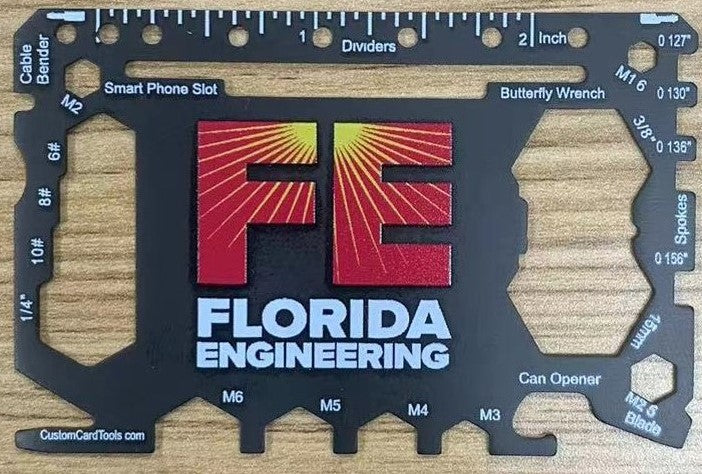 1 2 Inch
Dividers
Cable
Bender
Smart Phone Slot
Butterfly Wrench
M2
M1 6
0 127"
0 130"
3/8"
0 136"
6#
8#
10#
1/4"
Spokes
0 156"
15mm
FE
FLORIDA
ENGINEERING
Can Opener
M2 5
Blade
M6
M5
M4
M3
CustomCardTools com